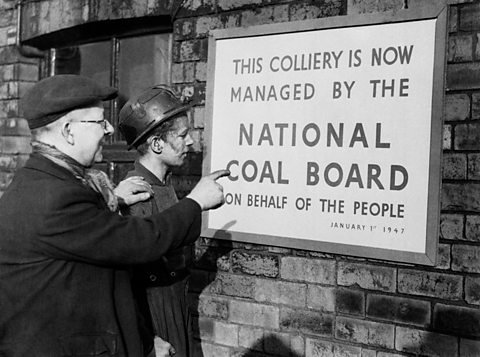 THIS COLLIERY IS NOW
MANAGED BY THE
NATIONAL
COAL BOARD
ON BEHALF OF THE PEOPLE
JANUARY 1ST 1947